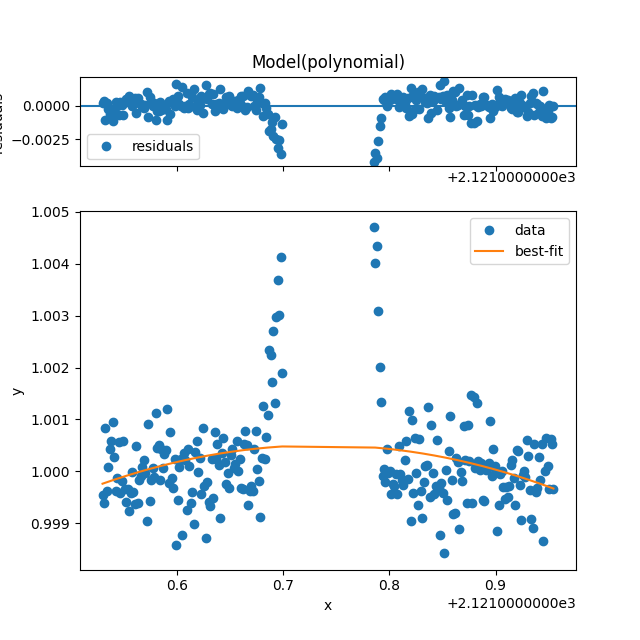 Model(polynomial)
0.0000
−0.0025
residuals
+2.1210000000e3
1.005
1.004
1.003
1.002
1.001
1.000
0.999
y
data
best-fit
0.6
0.7
0.8
0.9
x
+2.1210000000e3